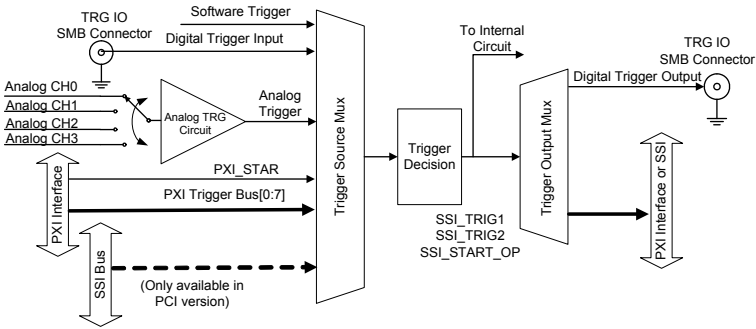 TRG IO
SMB Connector
Software Trigger
Digital Trigger Input
Analog CH0
Analog CH1
Analog CH2
Analog CH3
Analog TRG
Circuit
Analog
Trigger
PXI_STAR
PXI Trigger Bus[0:7]
PXI Interface
SSI Bus
(Only available in
PCI version)
Trigger Source Mux
Trigger
Decision
To Internal
Circuit
SSI_TRIG1
SSI_TRIG2
SSI_START_OP
Trigger Output Mux
Digital Trigger Output
TRG IO
SMB Connector
PXI Interface or SSI